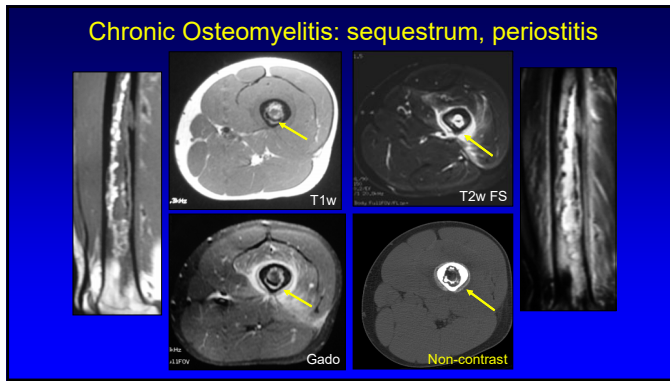 Chronic Osteomyelitis: sequestrum, periostitis
T1w
T2w FS
Gado
Non-contrast